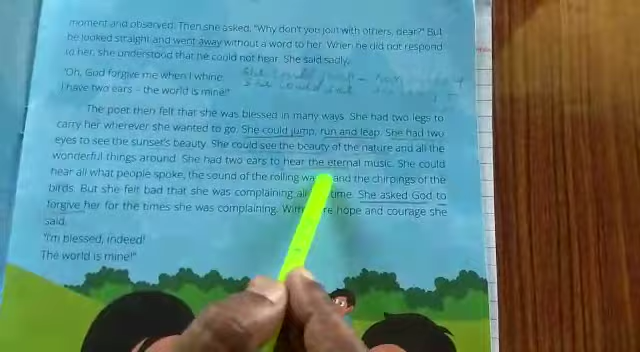 moment and observed. Then she asked, "Why don't you join with others, dear?" But
he looked straight and went away without a word to her. When he did not respond
to her, she understood that he could not hear. She said sadly,
"Oh, God forgive me when I whine.
I have two ears – the world is mine!"
The poet then felt that she was blessed in many ways. She had two legs to
carry her wherever she wanted to go. She could jump, run and leap. She had two
eyes to see the sunset's beauty. She could see the beauty of the nature and all the
wonderful things around. She had two ears to hear the eternal music. She could
hear all what people spoke, the sound of the rolling and the chirpings of the
birds. But she felt bad that she was complaining time. She asked God to
forgive her for the times she was complaining. hope and courage she
said.
"I'm blessed, indeed!
The world is mine!"